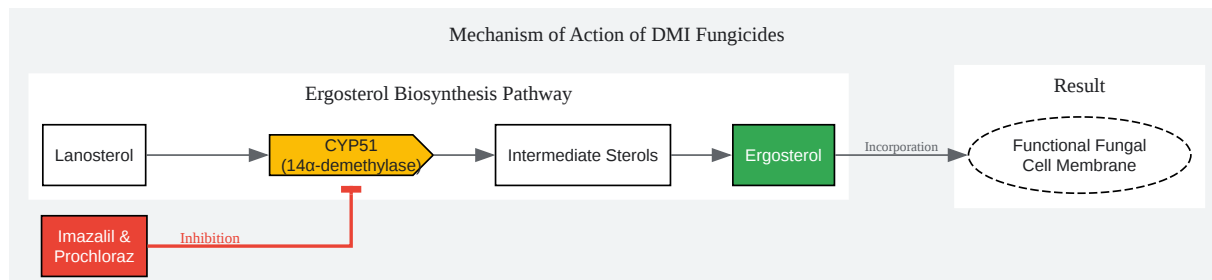 Mechanism of Action of DMI Fungicides
Ergosterol Biosynthesis Pathway
Result
Lanosterol
CYP51
(14α-demethylase)
Intermediate Sterols
Ergosterol
Incorporation
Functional Fungal
Cell Membrane
Imazalil &
Prochloraz
Inhibition